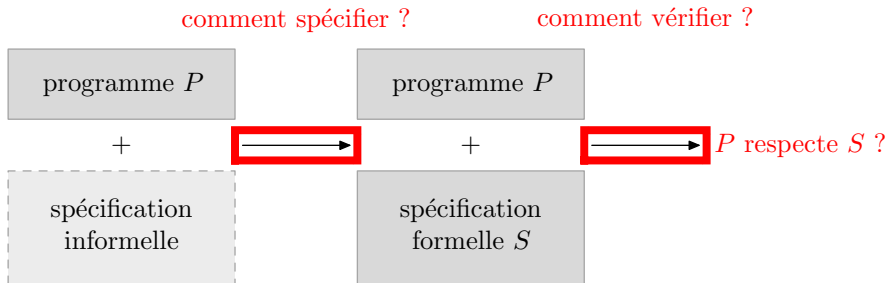 comment spécifier ?
comment vérifier ?
programme P
programme P
+
+
P respecte S ?
spécification
informelle
spécification
formelle S